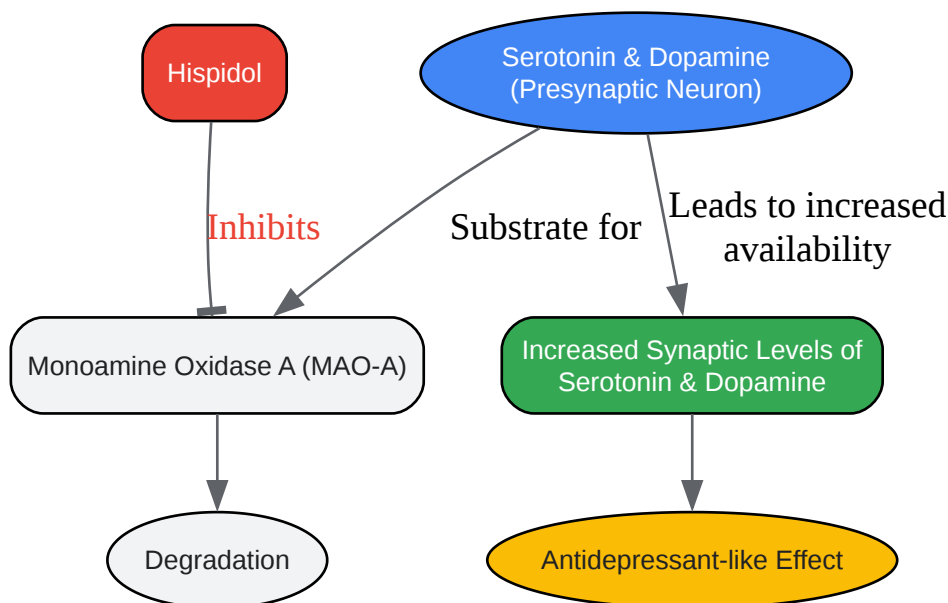 Hispidol
Serotonin & Dopamine
(Presynaptic Neuron)
Inhibits
Substrate for
Leads to increased
availability
Monoamine Oxidase A (MAO-A)
Increased Synaptic Levels of
Serotonin & Dopamine
Degradation
Antidepressant-like Effect